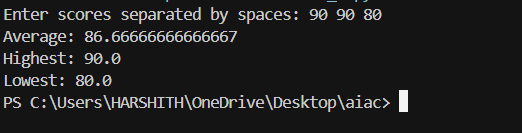 Enter scores separated by spaces: 90 90 80
Average: 86.66666666666667
Highest: 90.0
Lowest: 80.0
PS C:\Users\HARSHITH\OneDrive\Desktop\aiac>